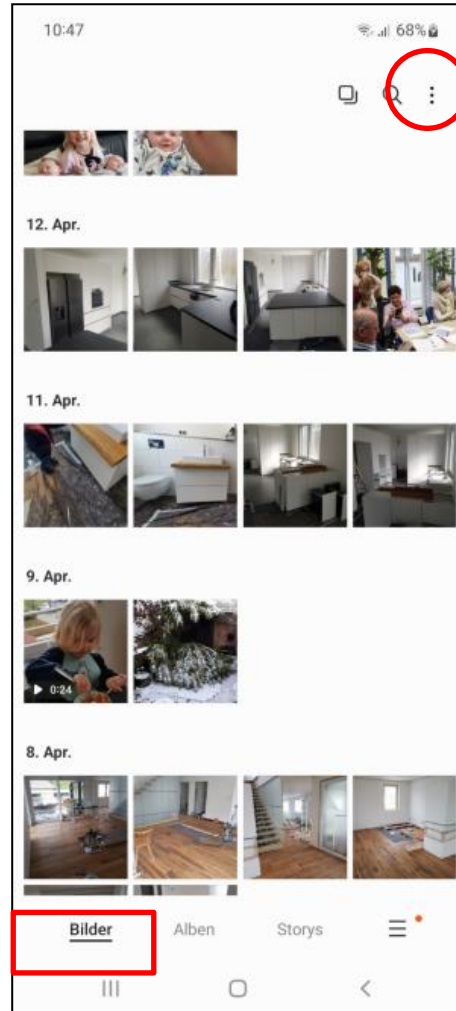 10:47 68%
12. Apr.
11. Apr.
9. Apr.
0:24
8. Apr.
Bilder Alben Storys